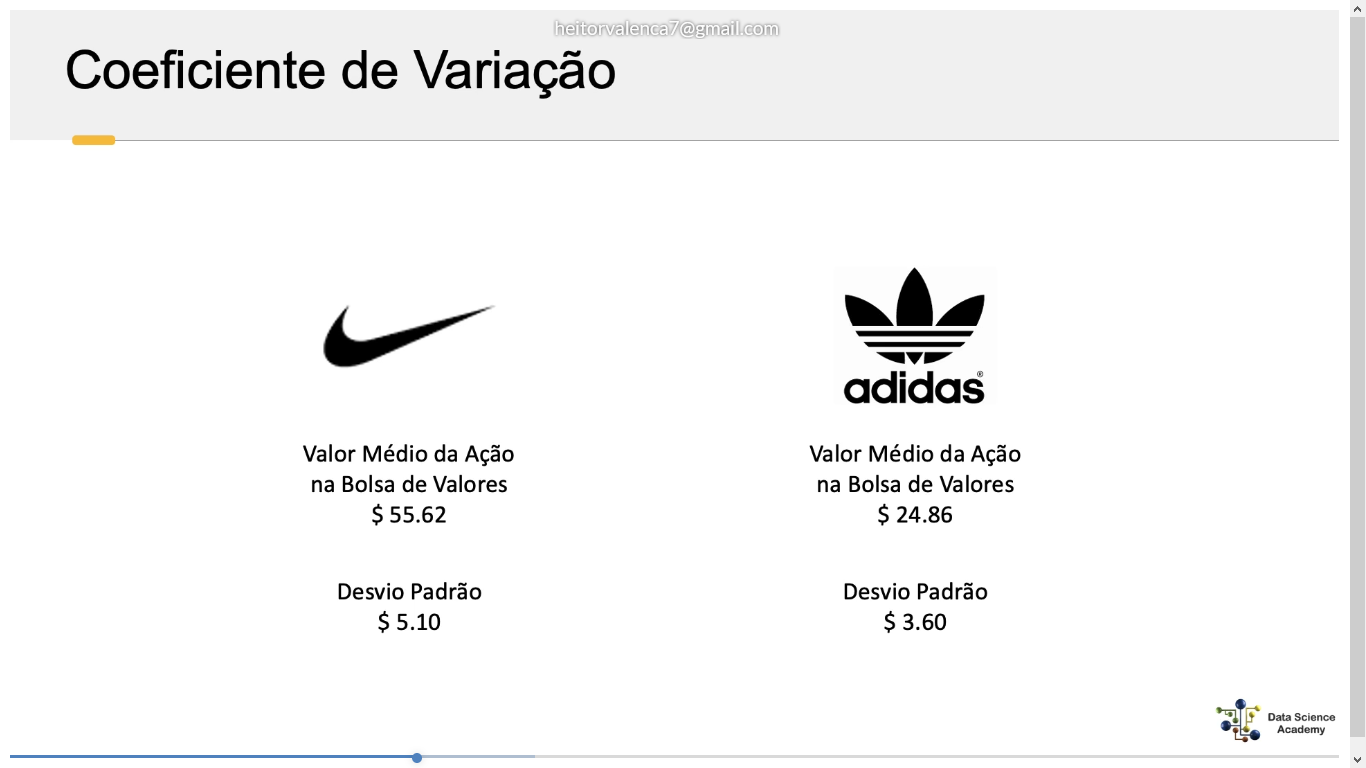 heitorvalenca7@gmail.com
Coeficiente de Variação
adidas®
Valor Médio da Ação
na Bolsa de Valores
$ 55.62
Desvio Padrão
$ 5.10
Valor Médio da Ação
na Bolsa de Valores
$ 24.86
Desvio Padrão
$ 3.60
Data Science
Academy